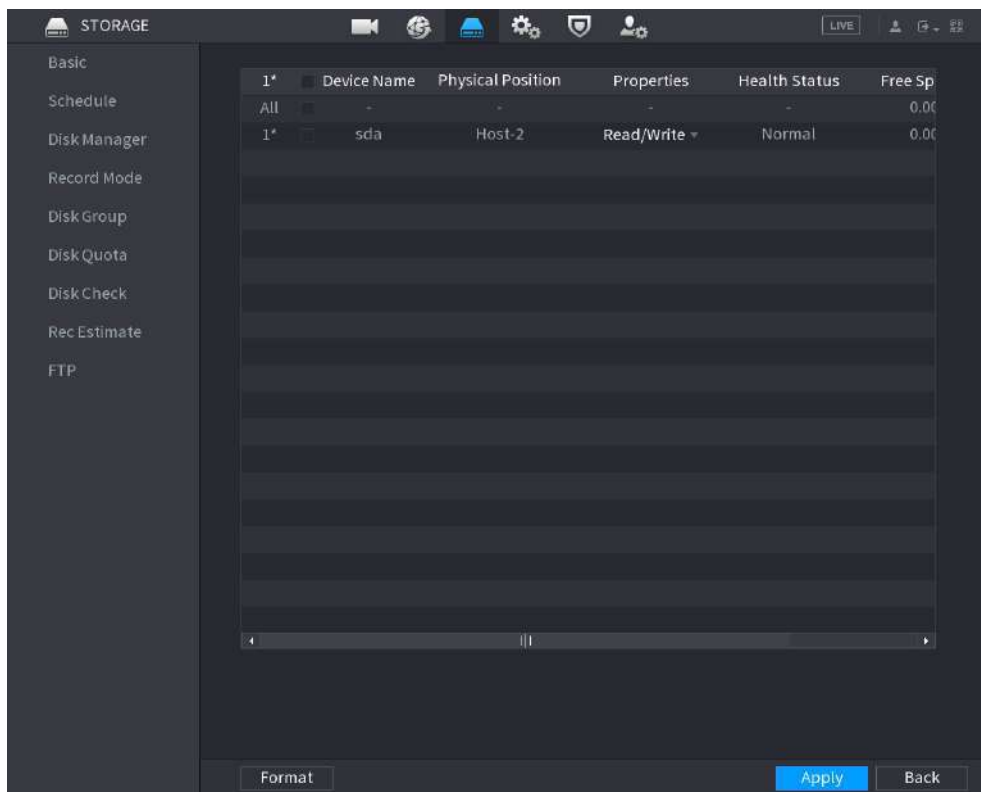 STORAGE LIVE
Basic
Schedule
Disk Manager
Record Mode
Disk Group
Disk Quota
Disk Check
Rec Estimate
FTP
1* Device Name Physical Position Properties Health Status Free Sp
All - - - - 0.00
1* sda Host-2 Read/Write Normal 0.00
Format Apply Back